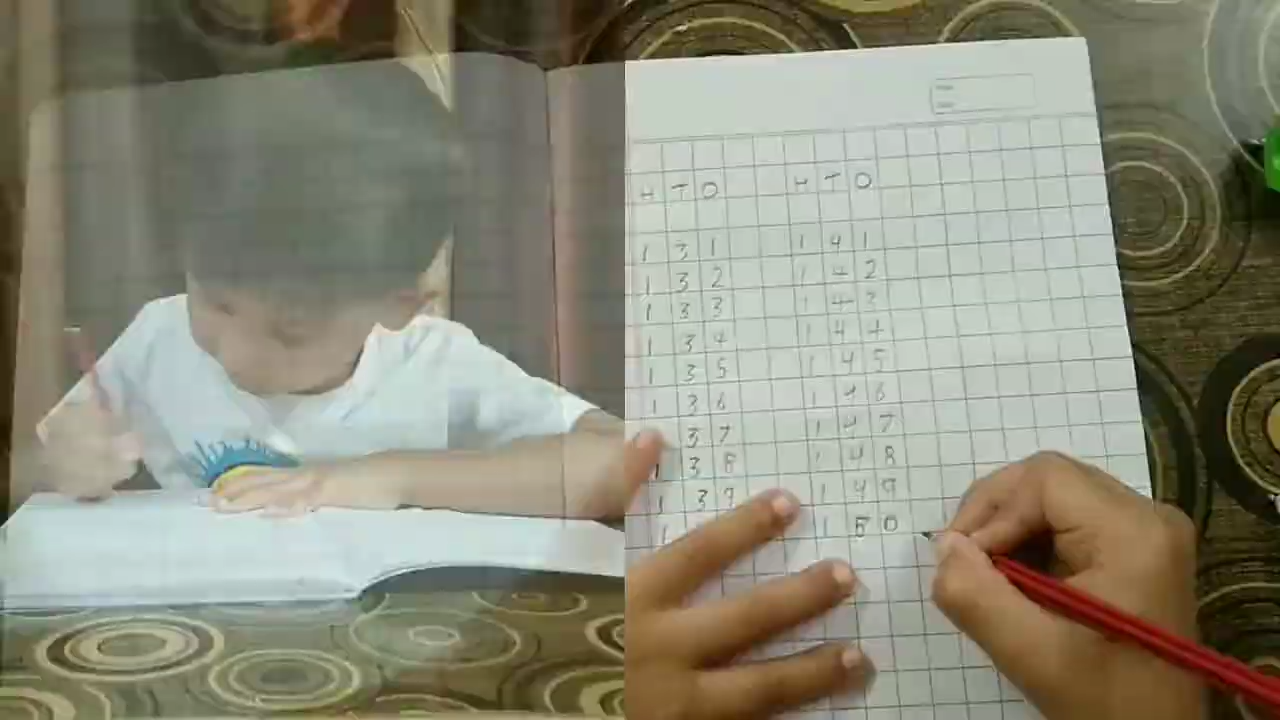 H T O H T O
1 3 1 1 4 1
1 3 2 1 4 2
1 3 3 1 4 3
1 3 4 1 4 4
1 3 5 1 4 5
1 3 6 1 4 6
3 7 1 4 7
1 3 8 1 4 8
1 3 9 1 4 9
1 1 5 0